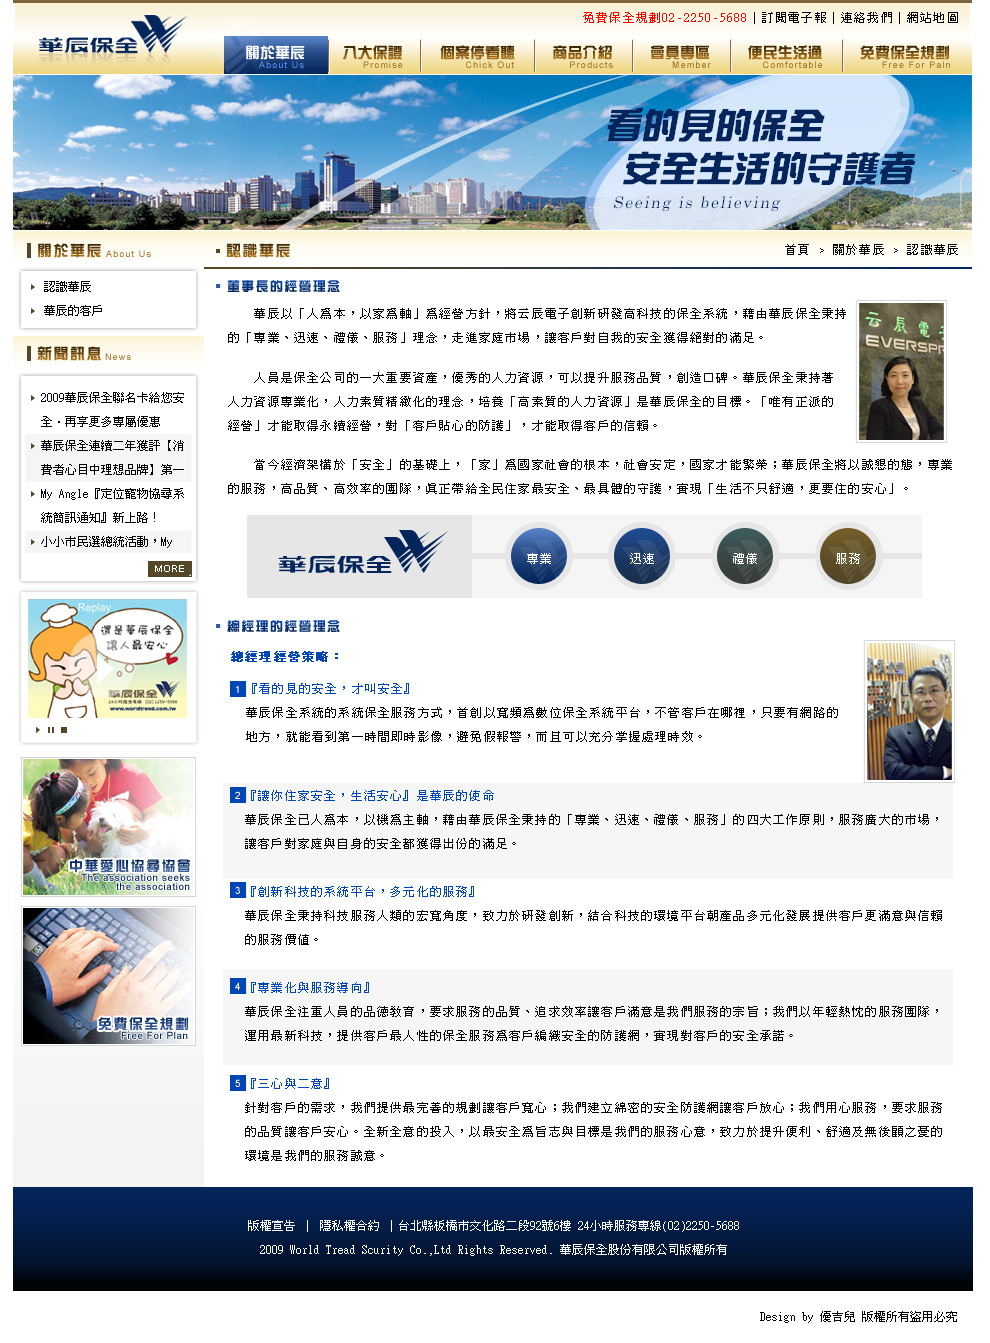 免費保全規劃02-2250-5688 | 訂閱電子報 | 連絡我們 | 網站地圖
華辰保全
關於華辰 八大保證 個案停看聽 商品介紹 會員專區 便民生活通 免費保全規劃
About Us Promise Chick Out Products Member Comfortable Free For Paln
看的見的保全
安全生活的守護者
Seeing is believing
關於華辰 About Us
認識華辰
首頁 > 關於華辰 > 認識華辰
認識華辰
華辰的客戶
新聞訊息 News
2009華辰保全聯名卡給您安
全‧再享更多專屬優惠
華辰保全連續二年獲評【消
費者心目中理想品牌】第一
My Angle『定位寵物協尋系
統簡訊通知』新上路！
小小市民選總統活動，My
MORE
Replay
還是華辰保全
讓人最安心
華辰保全
www.worldtrend.com.tw
中華愛心協尋協會
The association seeks
the association
免費保全規劃
Free For Plan
董事長的經營理念
華辰以「人為本，以家為軸」為經營方針，將云辰電子創新研發高科技的保全系統，藉由華辰保全秉持
的「專業、迅速、禮儀、服務」理念，走進家庭市場，讓客戶對自我的安全獲得絕對的滿足。
人員是保全公司的一大重要資產，優秀的人力資源，可以提升服務品質，創造口碑。華辰保全秉持著
人力資源專業化，人力素質精緻化的理念，培養「高素質的人力資源」是華辰保全的目標。「唯有正派的
經營」才能取得永續經營，對「客戶貼心的防護」，才能取得客戶的信賴。
云辰電子
EVERSPR
當今經濟架構於「安全」的基礎上，「家」為國家社會的根本，社會安定，國家才能繁榮；華辰保全將以誠懇的態，專業
的服務，高品質、高效率的團隊，真正帶給全民住家最安全、最具體的守護，實現「生活不只舒適，更要住的安心」。
華辰保全 專業 迅速 禮儀 服務
總經理的經營理念
總經理經營策略：
1『看的見的安全，才叫安全』
華辰保全系統的系統保全服務方式，首創以寬頻為數位保全系統平台，不管客戶在哪裡，只要有網路的
地方，就能看到第一時間即時影像，避免假報警，而且可以充分掌握處理時效。
2『讓你住家安全，生活安心』是華辰的使命
華辰保全已人為本，以機為主軸，藉由華辰保全秉持的「專業、迅速、禮儀、服務」的四大工作原則，服務廣大的市場，
讓客戶對家庭與自身的安全都獲得出份的滿足。
3『創新科技的系統平台，多元化的服務』
華辰保全秉持科技服務人類的宏寬角度，致力於研發創新，結合科技的環境平台朝產品多元化發展提供客戶更滿意與信賴
的服務價值。
4『專業化與服務導向』
華辰保全注重人員的品德教育，要求服務的品質、追求效率讓客戶滿意是我們服務的宗旨；我們以年輕熱忱的服務團隊，
運用最新科技，提供客戶最人性的保全服務為客戶編織安全的防護網，實現對客戶的安全承諾。
5『三心與二意』
針對客戶的需求，我們提供最完善的規劃讓客戶寬心；我們建立綿密的安全防護網讓客戶放心；我們用心服務，要求服務
的品質讓客戶安心。全新全意的投入，以最安全為旨志與目標是我們的服務心意，致力於提升便利、舒適及無後顧之憂的
環境是我們的服務誠意。
版權宣告 | 隱私權合約 | 台北縣板橋市文化路二段92號6樓 24小時服務專線(02)2250-5688
2009 World Tread Scurity Co.,Ltd Rights Reserved. 華辰保全股份有限公司版權所有
Design by 優吉兒 版權所有盜用必究